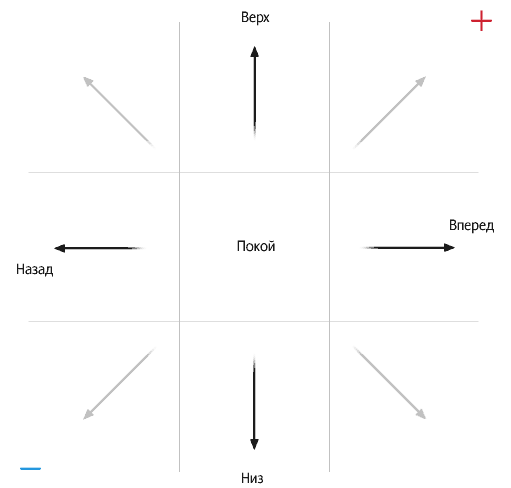 Верх
+
Вперед
Покой
Назад
–
Низ